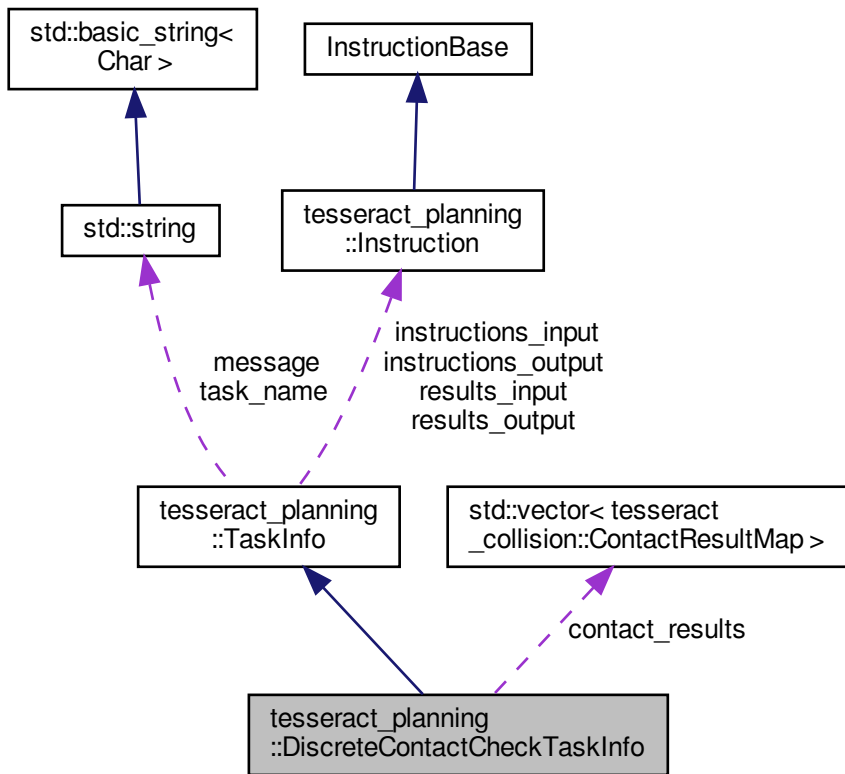 std::basic_string<
Char >
InstructionBase
std::string
tesseract_planning
::Instruction
message
task_name
instructions_input
instructions_output
results_input
results_output
tesseract_planning
::TaskInfo
std::vector< tesseract
_collision::ContactResultMap >
contact_results
tesseract_planning
::DiscreteContactCheckTaskInfo